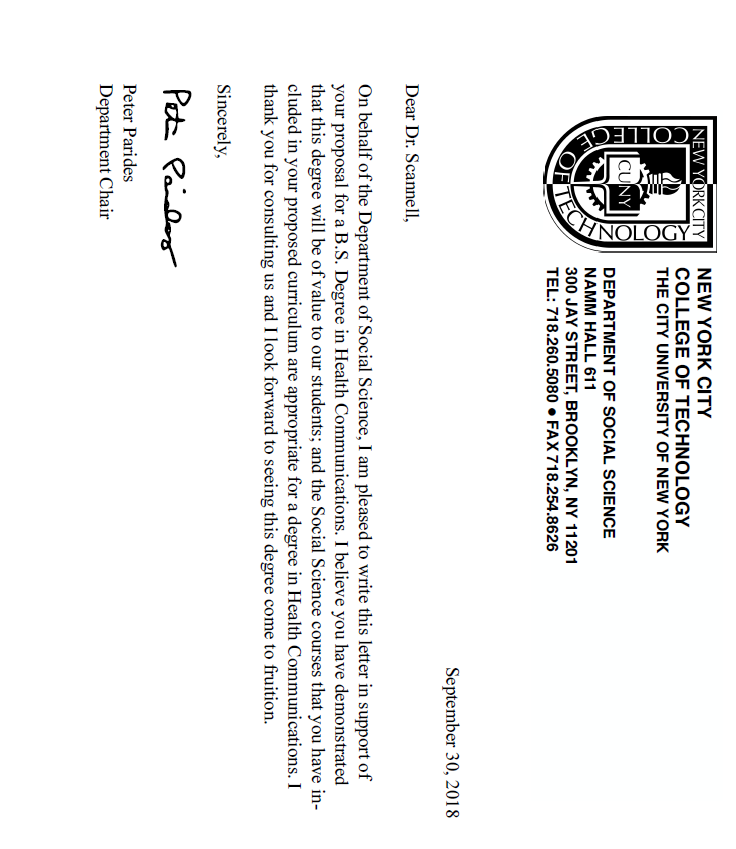 NEW YORK CITY
COLLEGE OF TECHNOLOGY
CUNY
NEW YORK CITY
COLLEGE OF TECHNOLOGY
THE CITY UNIVERSITY OF NEW YORK
DEPARTMENT OF SOCIAL SCIENCE
NAMM HALL 611
300 JAY STREET, BROOKLYN, NY 11201
TEL: 718.260.5080 ● FAX 718.254.8626
September 30, 2018
Dear Dr. Scannell,
On behalf of the Department of Social Science, I am pleased to write this letter in support of
your proposal for a B.S. Degree in Health Communications. I believe you have demonstrated
that this degree will be of value to our students; and the Social Science courses that you have in-
cluded in your proposed curriculum are appropriate for a degree in Health Communications. I
thank you for consulting us and I look forward to seeing this degree come to fruition.
Sincerely,
Peter Parides
Peter Parides
Department Chair